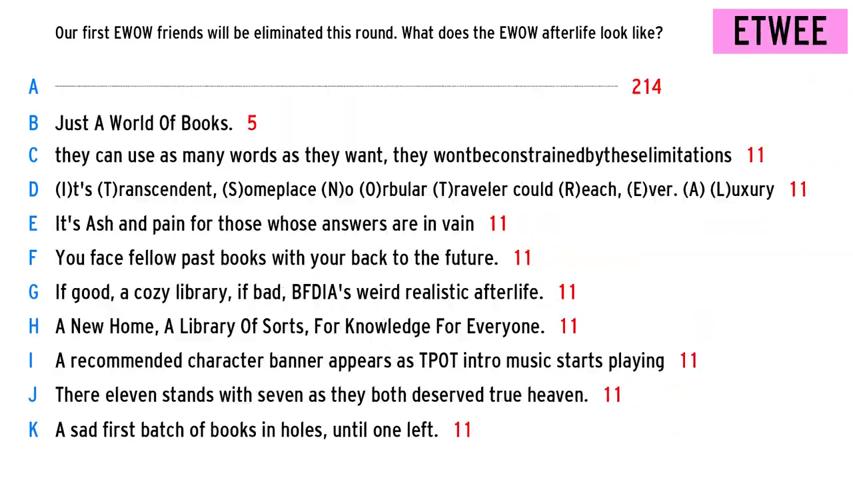 Our first EWOW friends will be eliminated this round. What does the EWOW afterlife look like?
ETWEE
A 214
B Just A World Of Books. 5
C they can use as many words as they want, they wontbeconstrainedbytheselimitations 11
D (I)t's (T)ranscendent, (S)omeplace (N)o (O)rbular (T)raveler could (R)each, (E)ver. (A) (L)uxury 11
E It's Ash and pain for those whose answers are in vain 11
F You face fellow past books with your back to the future. 11
G If good, a cozy library, if bad, BFDIA's weird realistic afterlife. 11
H A New Home, A Library Of Sorts, For Knowledge For Everyone. 11
I A recommended character banner appears as TPOT intro music starts playing 11
J There eleven stands with seven as they both deserved true heaven. 11
K A sad first batch of books in holes, until one left. 11